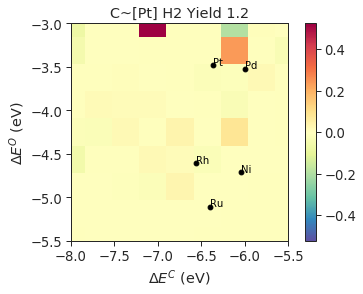 C~[Pt] H2 Yield 1.2
−3.0
−3.5
−4.0
−4.5
−5.0
−5.5
ΔE^O (eV)
Pt
Pd
Rh
Ni
Ru
−8.0 −7.5 −7.0 −6.5 −6.0 −5.5
ΔE^C (eV)
0.4
0.2
0.0
−0.2
−0.4